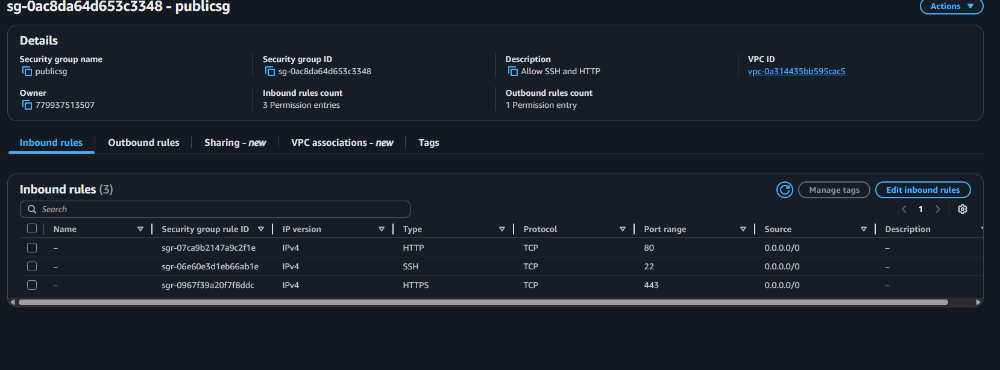 sg-0ac8da64d653c3348 - publicsg
Actions
Details
Security group name
publicsg
Security group ID
sg-0ac8da64d653c3348
Description
Allow SSH and HTTP
VPC ID
vpc-0a314435bb595cac5
Owner
779937513507
Inbound rules count
3 Permission entries
Outbound rules count
1 Permission entry
Inbound rules
Outbound rules
Sharing - new
VPC associations - new
Tags
Inbound rules (3)
Manage tags
Edit inbound rules
Search
1
Name Security group rule ID IP version Type Protocol Port range Source Description
– sgr-07ca9b2147a9c2f1e IPv4 HTTP TCP 80 0.0.0.0/0 –
– sgr-06e60e3d1eb66ab1e IPv4 SSH TCP 22 0.0.0.0/0 –
– sgr-0967f39a20f7f8ddc IPv4 HTTPS TCP 443 0.0.0.0/0 –